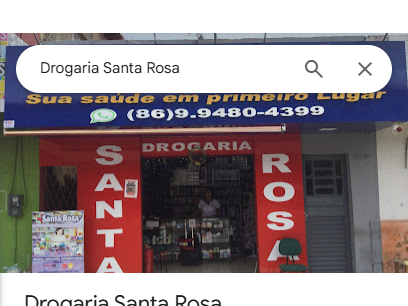 Drogaria Santa Rosa
Sua saúde em primeiro Lugar
(86)9.9480-4399
DROGARIA
SANTA
ROSA
Santa Rosa
Drogaria Santa Rosa